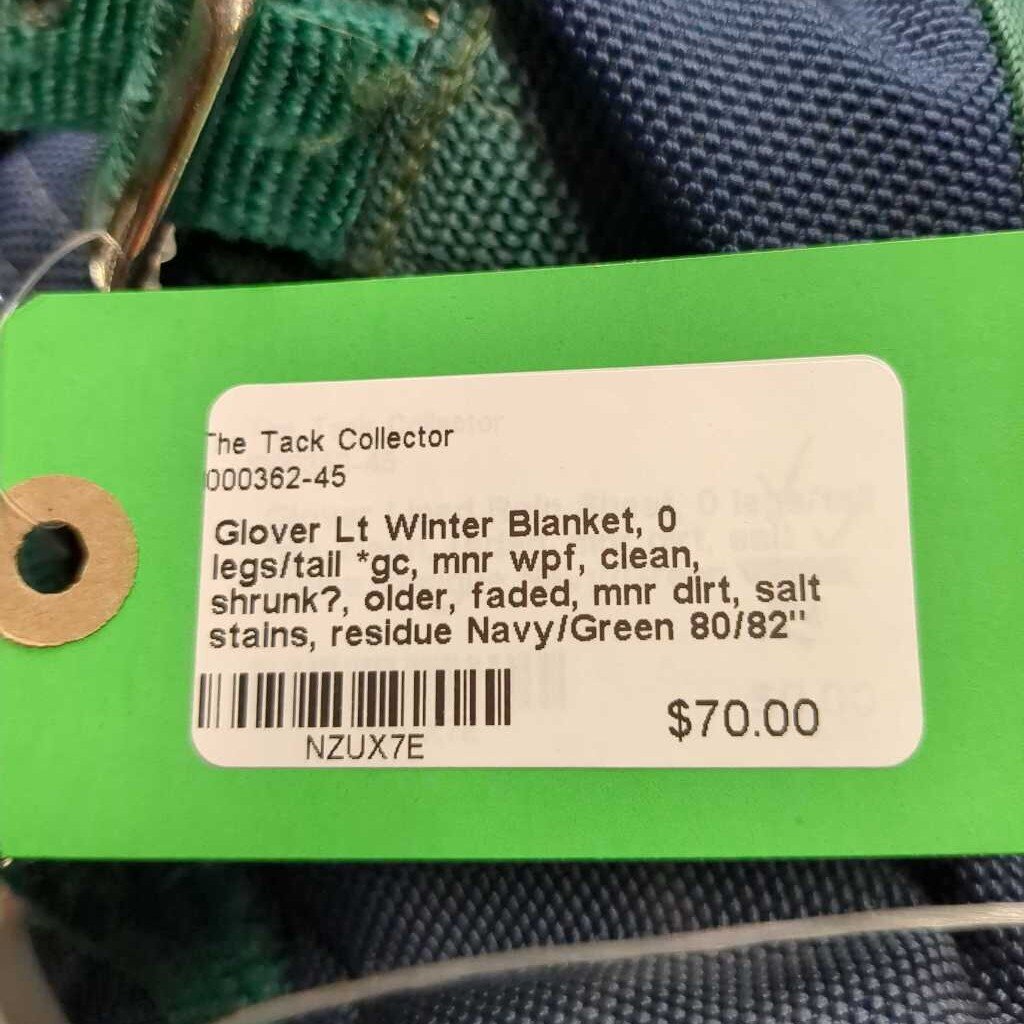 The Tack Collector
000362-45
Glover Lt Winter Blanket, 0
legs/tail *gc, mnr wpf, clean,
shrunk?, older, faded, mnr dirt, salt
stains, residue Navy/Green 80/82"
NZUX7E
$70.00